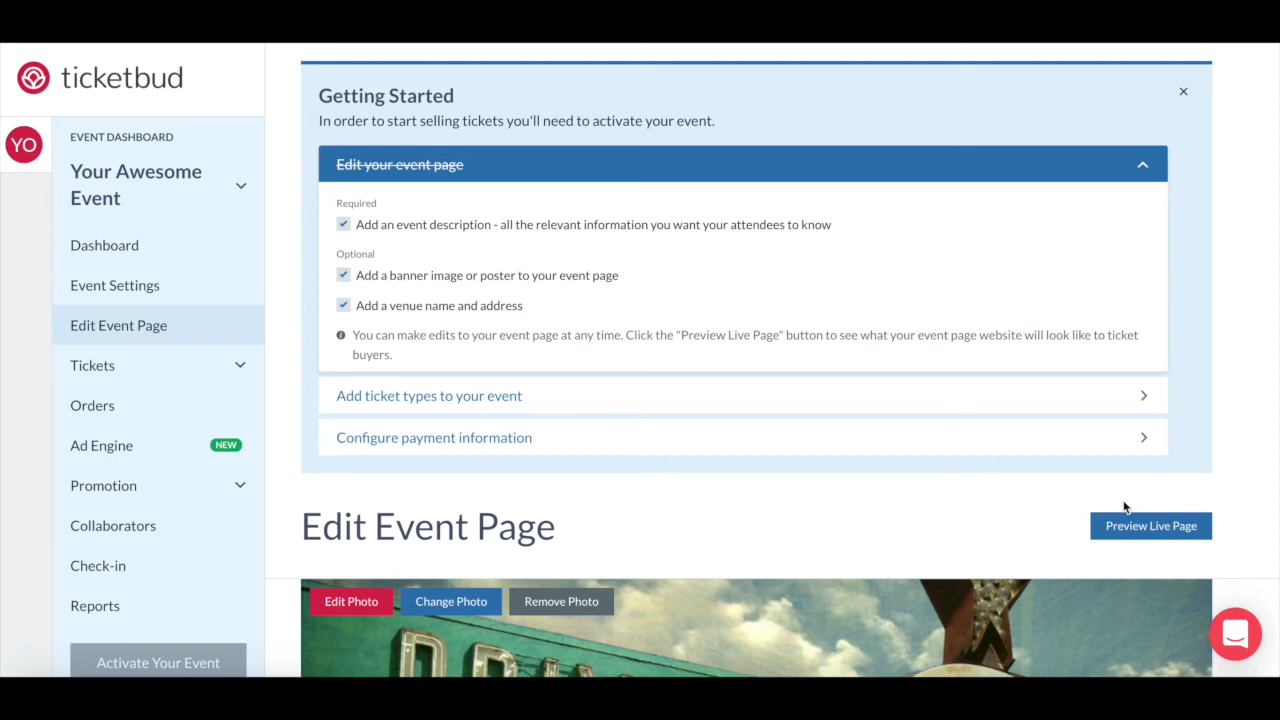 ticketbud
YO
EVENT DASHBOARD
Your Awesome
Event
Dashboard
Event Settings
Edit Event Page
Tickets
Orders
Ad Engine NEW
Promotion
Collaborators
Check-in
Reports
Activate Your Event
Getting Started
In order to start selling tickets you'll need to activate your event.
Edit your event page
Required
Add an event description - all the relevant information you want your attendees to know
Optional
Add a banner image or poster to your event page
Add a venue name and address
You can make edits to your event page at any time. Click the "Preview Live Page" button to see what your event page website will look like to ticket
buyers.
Add ticket types to your event
Configure payment information
Edit Event Page
Preview Live Page
Edit Photo
Change Photo
Remove Photo